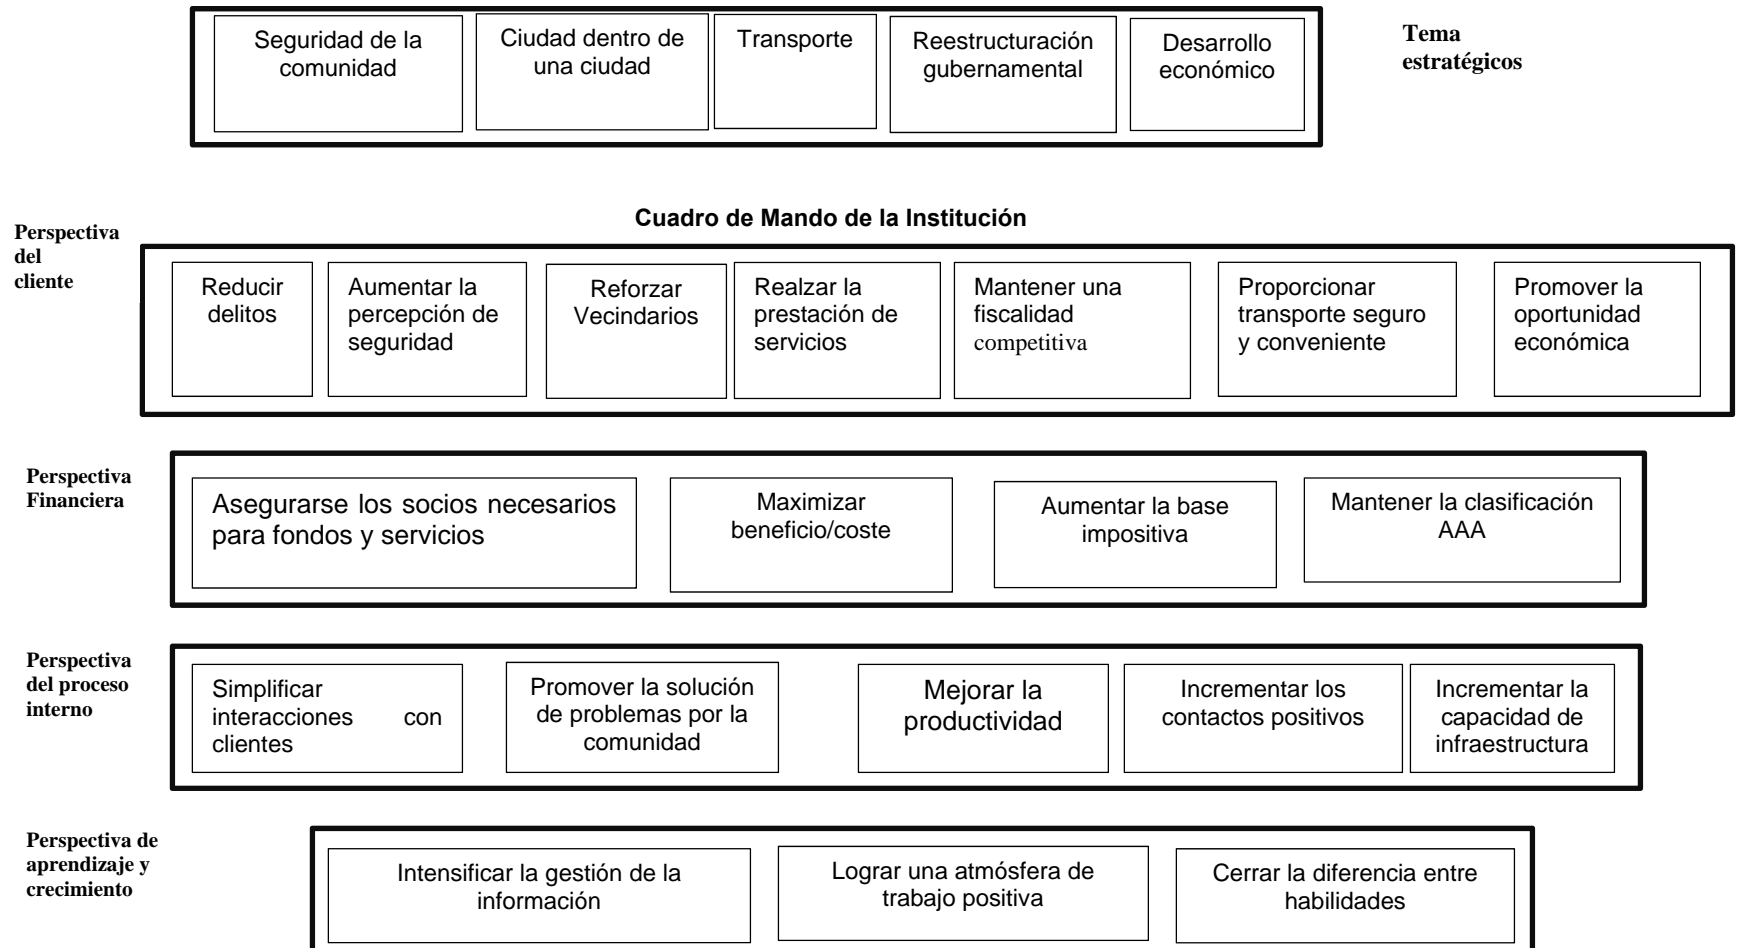 Seguridad de la
comunidad
Ciudad dentro de
una ciudad
Transporte
Reestructuración
gubernamental
Desarrollo
económico
Tema
estratégicos
Cuadro de Mando de la Institución
Perspectiva
del
cliente
Reducir
delitos
Aumentar la
percepción de
seguridad
Reforzar
Vecindarios
Realzar la
prestación de
servicios
Mantener una
fiscalidad
competitiva
Proporcionar
transporte seguro
y conveniente
Promover la
oportunidad
económica
Perspectiva
Financiera
Asegurarse los socios necesarios
para fondos y servicios
Maximizar
beneficio/coste
Aumentar la base
impositiva
Mantener la clasificación
AAA
Perspectiva
del proceso
interno
Simplificar
interacciones con
clientes
Promover la solución
de problemas por la
comunidad
Mejorar la
productividad
Incrementar los
contactos positivos
Incrementar la
capacidad de
infraestructura
Perspectiva de
aprendizaje y
crecimiento
Intensificar la gestión de la
información
Lograr una atmósfera de
trabajo positiva
Cerrar la diferencia entre
habilidades